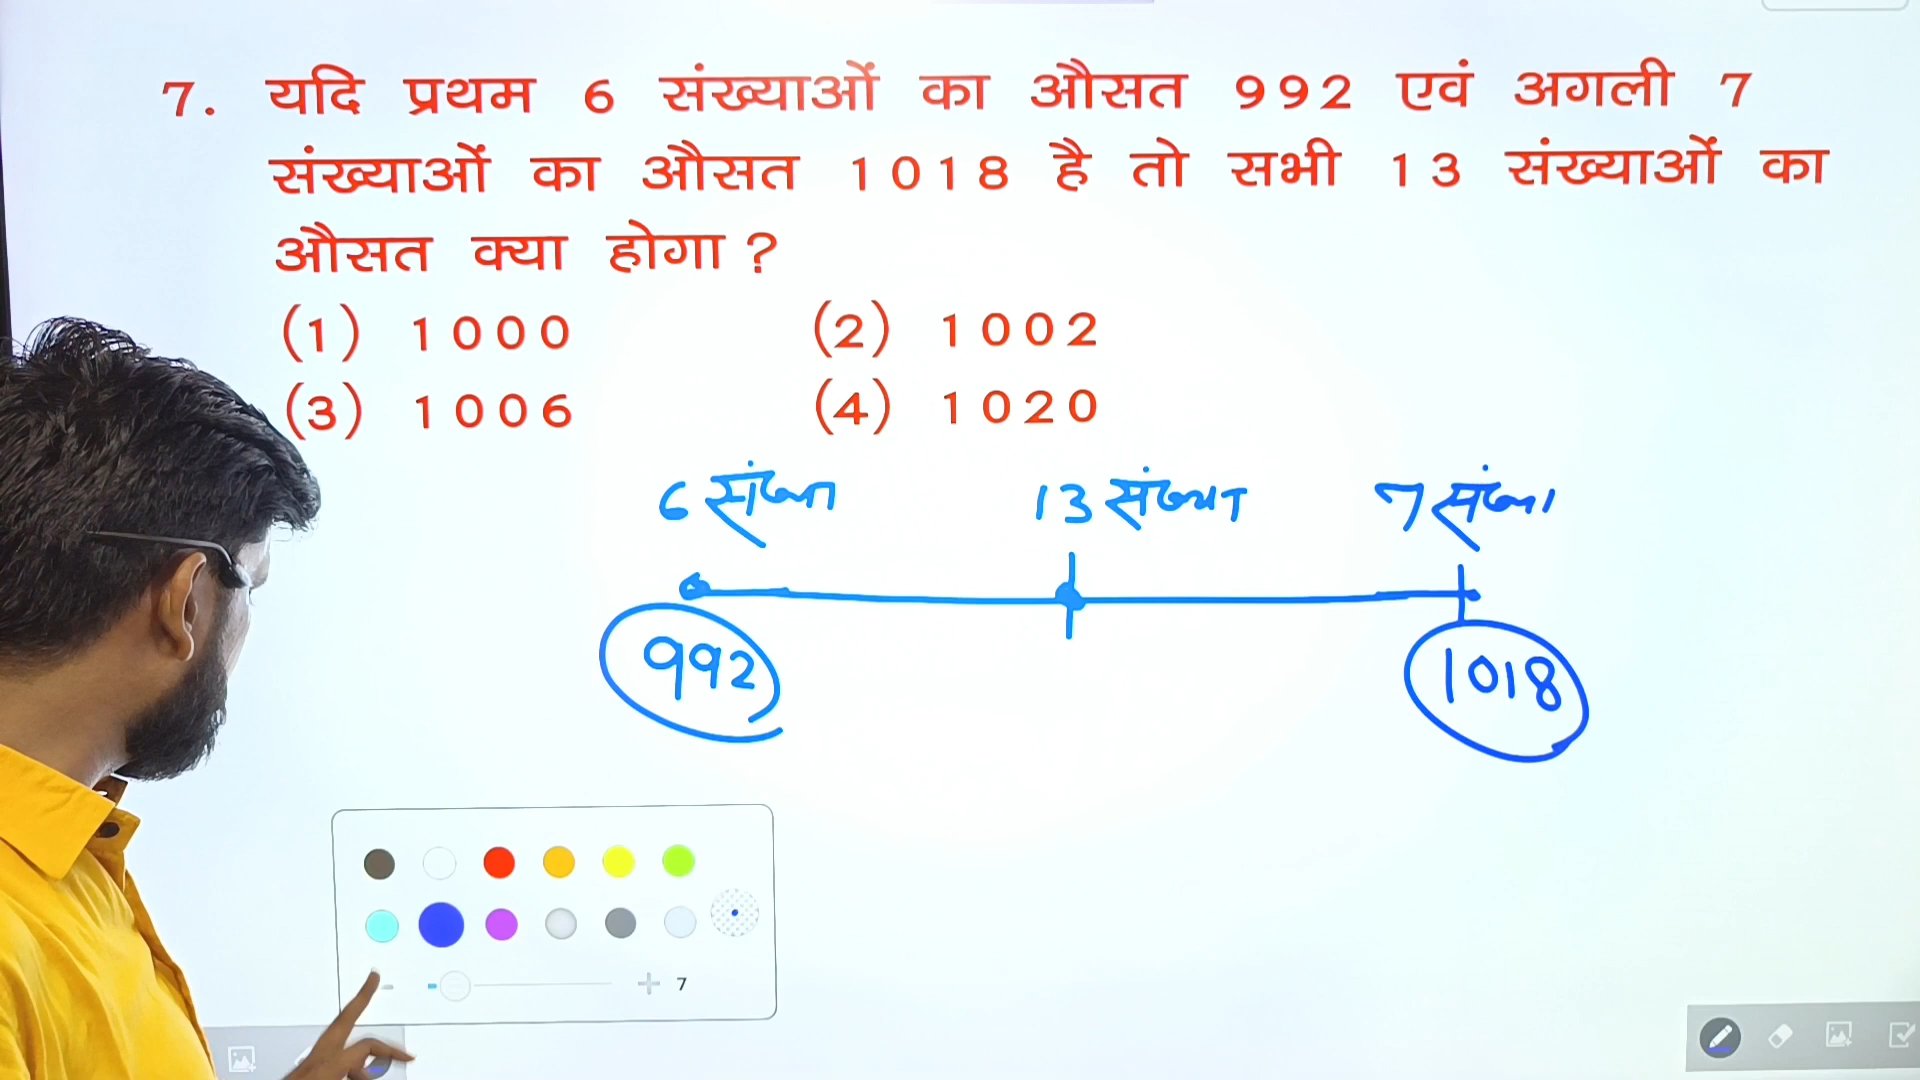 7. यदि प्रथम 6 संख्याओं का औसत 992 एवं अगली 7
संख्याओं का औसत 1018 है तो सभी 13 संख्याओं का
औसत क्या होगा ?
(1) 1000 (2) 1002
(3) 1006 (4) 1020
6 संख्या 13 संख्या 7 संख्या
992 1018
7